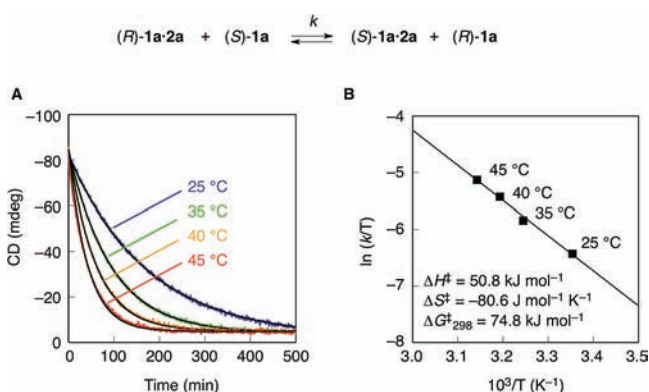 k
(R)-1a·2a + (S)-1a ⇌ (S)-1a·2a + (R)-1a
A
B
−100
−80
−60
−40
−20
0
CD (mdeg)
25 °C
35 °C
40 °C
45 °C
0 100 200 300 400 500
Time (min)
−4
−5
−6
−7
−8
ln (k/T)
45 °C
40 °C
35 °C
25 °C
ΔH‡ = 50.8 kJ mol−1
ΔS‡ = −80.6 J mol−1 K−1
ΔG‡298 = 74.8 kJ mol−1
3.0 3.1 3.2 3.3 3.4 3.5
10³/T (K−1)